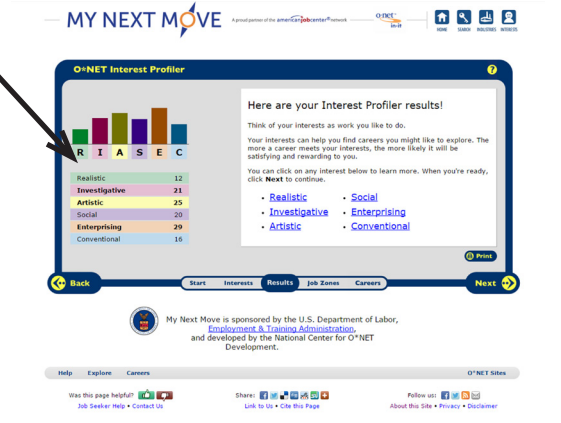 MY NEXT MOVE
A proud partner of the americanjobcenter® network
o·net
in-it
HOME SEARCH INDUSTRIES INTERESTS
O*NET Interest Profiler
?
R I A S E C
Realistic 12
Investigative 21
Artistic 25
Social 20
Enterprising 29
Conventional 16
Here are your Interest Profiler results!
Think of your interests as work you like to do.
Your interests can help you find careers you might like to explore. The
more a career meets your interests, the more likely it will be
satisfying and rewarding to you.
You can click on any interest below to learn more. When you're ready,
click Next to continue.
• Realistic • Social
• Investigative • Enterprising
• Artistic • Conventional
Print
Back
Start Interests Results Job Zones Careers
Next
My Next Move is sponsored by the U.S. Department of Labor,
Employment & Training Administration,
and developed by the National Center for O*NET
Development.
Help Explore Careers O*NET Sites
Was this page helpful? Share: Follow us:
Job Seeker Help • Contact Us Link to Us • Cite this Page About this Site • Privacy • Disclaimer